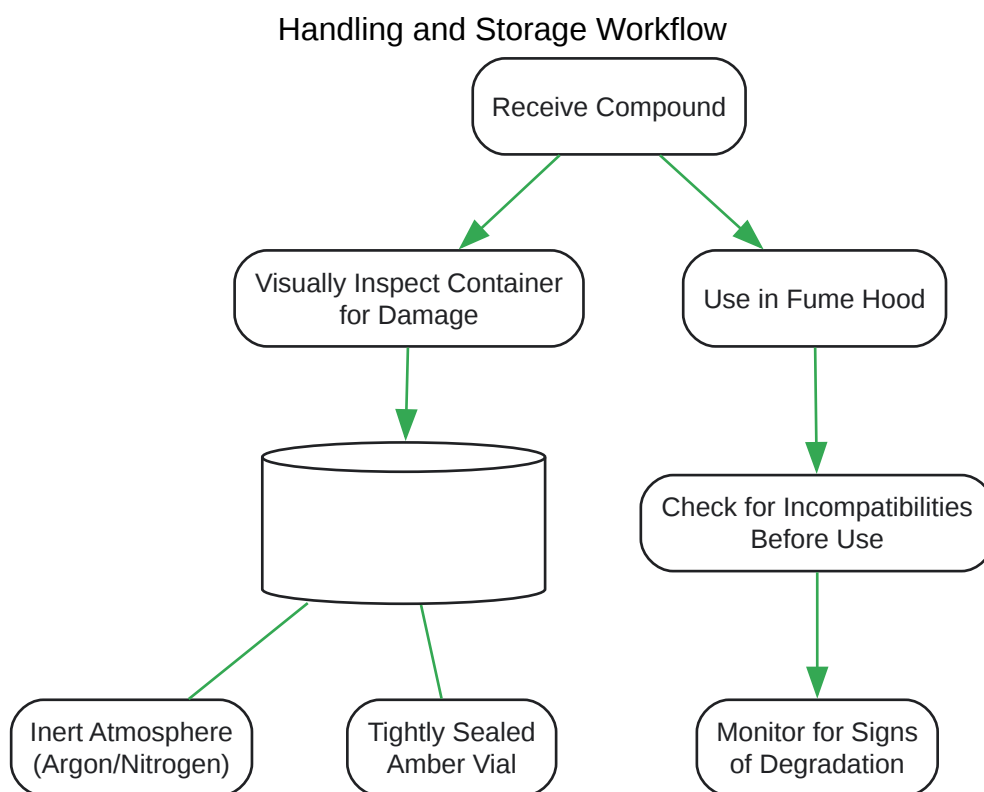 Handling and Storage Workflow
Receive Compound
Visually Inspect Container
for Damage
Use in Fume Hood
Check for Incompatibilities
Before Use
Inert Atmosphere
(Argon/Nitrogen)
Tightly Sealed
Amber Vial
Monitor for Signs
of Degradation